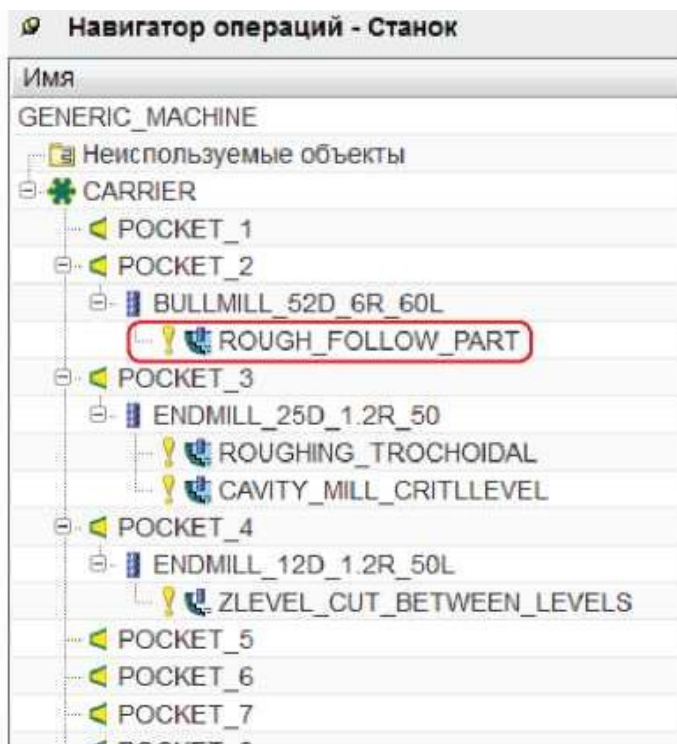 Навигатор операций - Станок
Имя
GENERIC_MACHINE
Неиспользуемые объекты
CARRIER
POCKET_1
POCKET_2
BULLMILL_52D_6R_60L
ROUGH_FOLLOW_PART
POCKET_3
ENDMILL_25D_1.2R_50
ROUGHING_TROCHOIDAL
CAVITY_MILL_CRITLLEVEL
POCKET_4
ENDMILL_12D_1.2R_50L
ZLEVEL_CUT_BETWEEN_LEVELS
POCKET_5
POCKET_6
POCKET_7